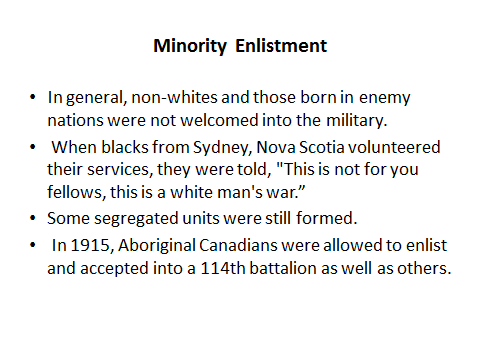 Minority Enlistment
• In general, non-whites and those born in enemy
nations were not welcomed into the military.
• When blacks from Sydney, Nova Scotia volunteered
their services, they were told, "This is not for you
fellows, this is a white man's war.”
• Some segregated units were still formed.
• In 1915, Aboriginal Canadians were allowed to enlist
and accepted into a 114th battalion as well as others.